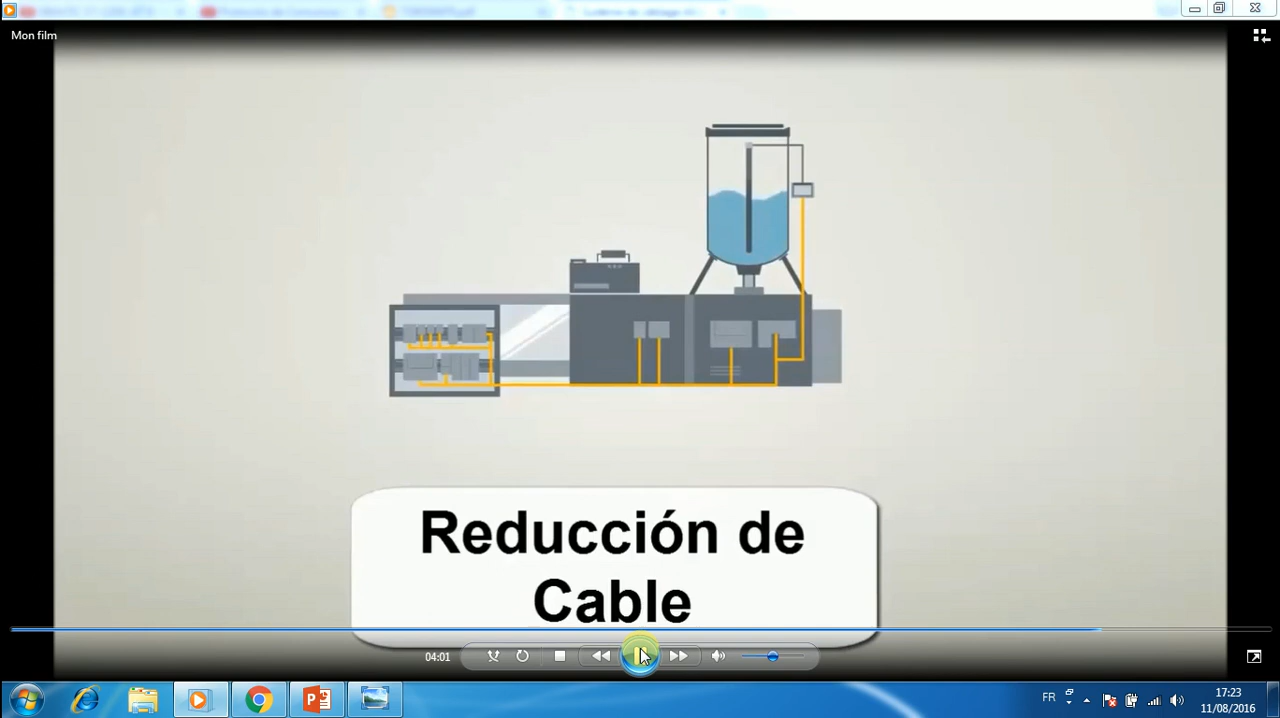 Mon film
Reducción de
Cable
04:01
FR
17:23
11/08/2016